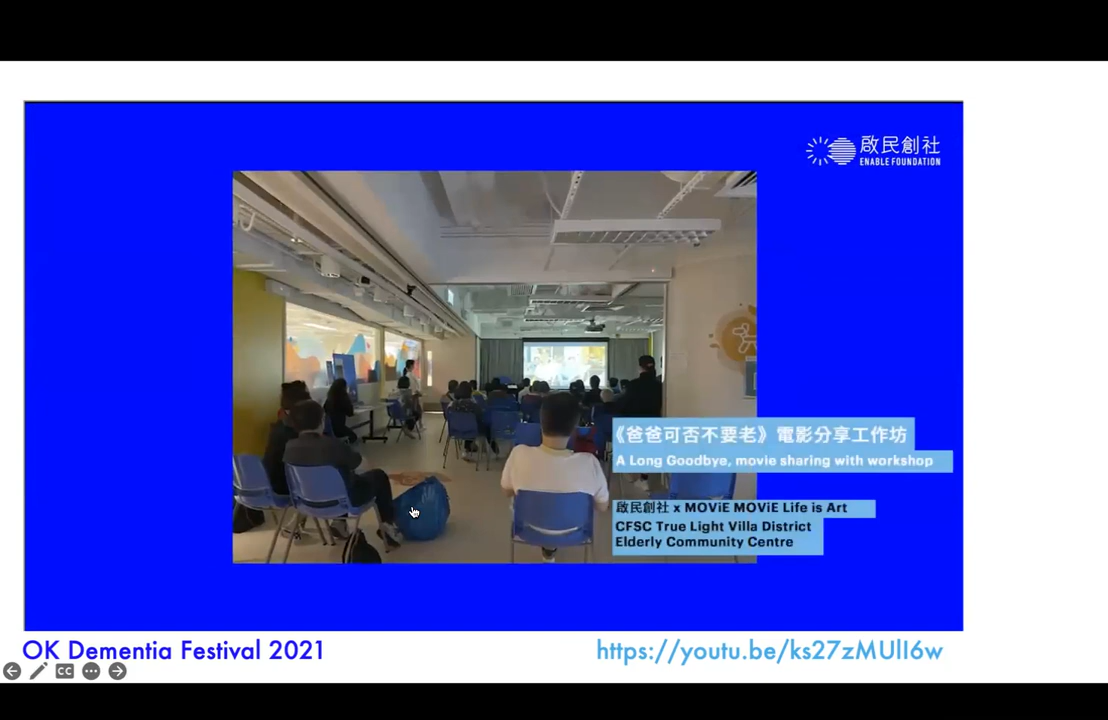 啟民創社
ENABLE FOUNDATION
《爸爸可否不要老》電影分享工作坊
A Long Goodbye, movie sharing with workshop
啟民創社 x MOViE MOViE Life is Art
CFSC True Light Villa District
Elderly Community Centre
OK Dementia Festival 2021
https://youtu.be/ks27zMUlI6w
CC